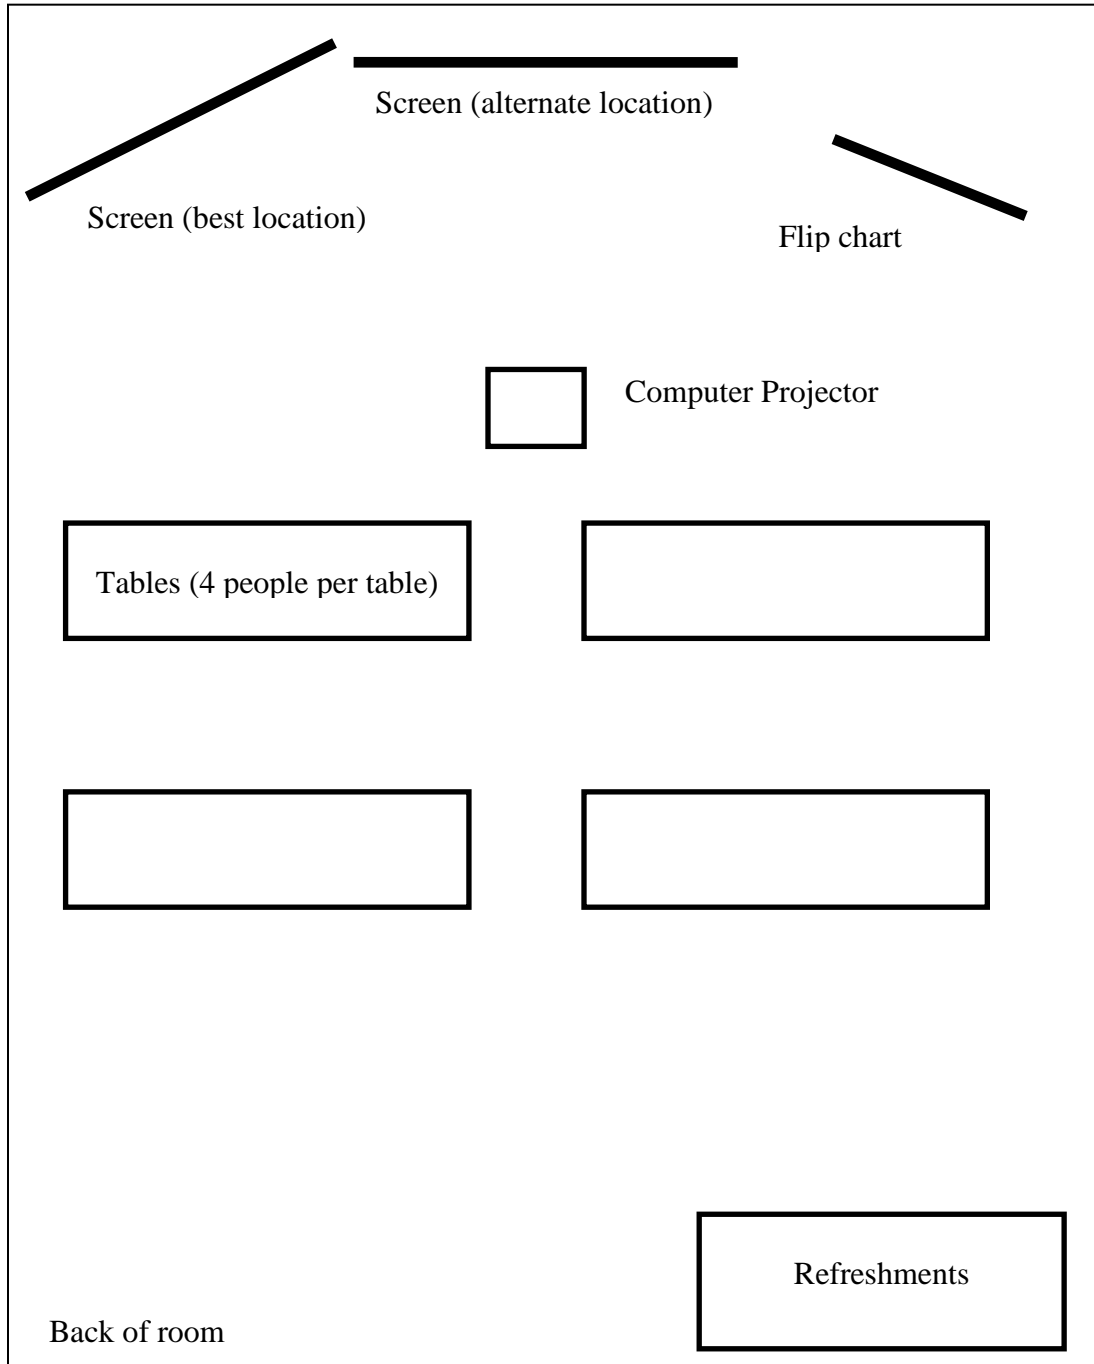 Screen (alternate location)
Screen (best location)
Flip chart
Computer Projector
Tables (4 people per table)
Refreshments
Back of room